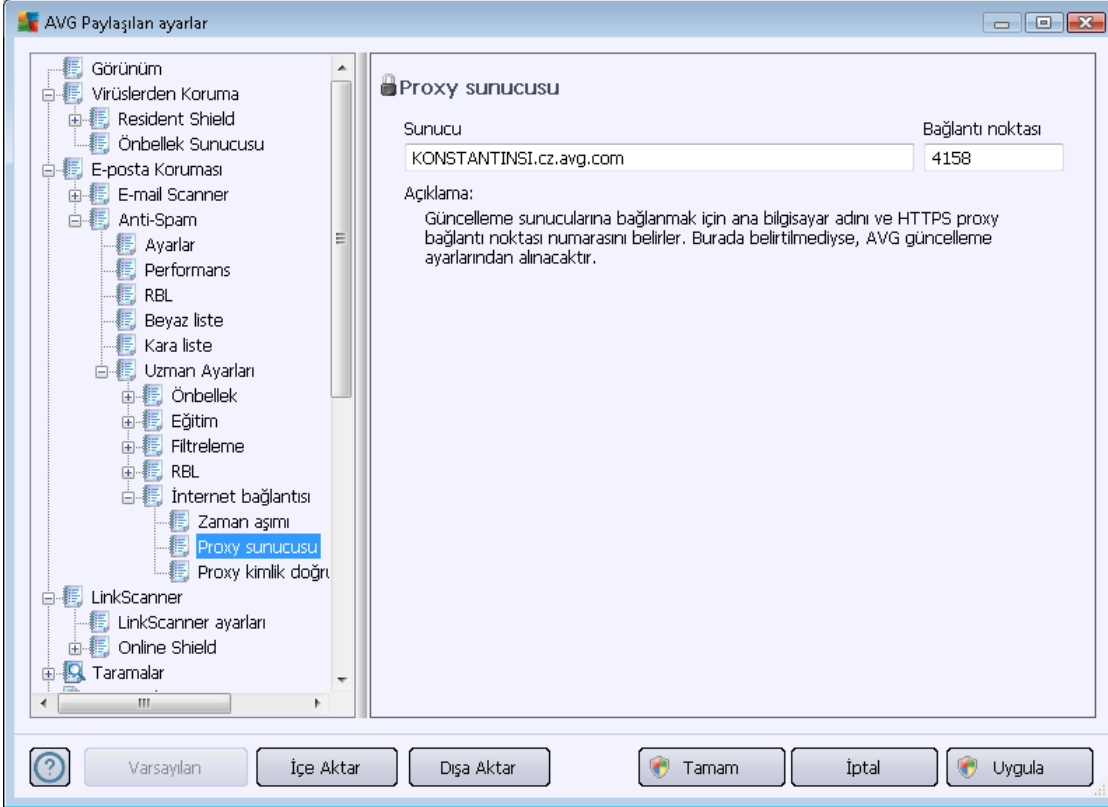 AVG Paylaşılan ayarlar
Görünüm
Virüslerden Koruma
Resident Shield
Önbellek Sunucusu
E-posta Koruması
E-mail Scanner
Anti-Spam
Ayarlar
Performans
RBL
Beyaz liste
Kara liste
Uzman Ayarları
Önbellek
Eğitim
Filtreleme
RBL
İnternet bağlantısı
Zaman aşımı
Proxy sunucusu
Proxy kimlik doğru
LinkScanner
LinkScanner ayarları
Online Shield
Taramalar
Proxy sunucusu
Sunucu Bağlantı noktası
KONSTANTINSI.cz.avg.com 4158
Açıklama:
Güncelleme sunucularına bağlanmak için ana bilgisayar adını ve HTTPS proxy
bağlantı noktası numarasını belirler. Burada belirtilmediyse, AVG güncelleme
ayarlarından alınacaktır.
Varsayılan İçe Aktar Dışa Aktar Tamam İptal Uygula